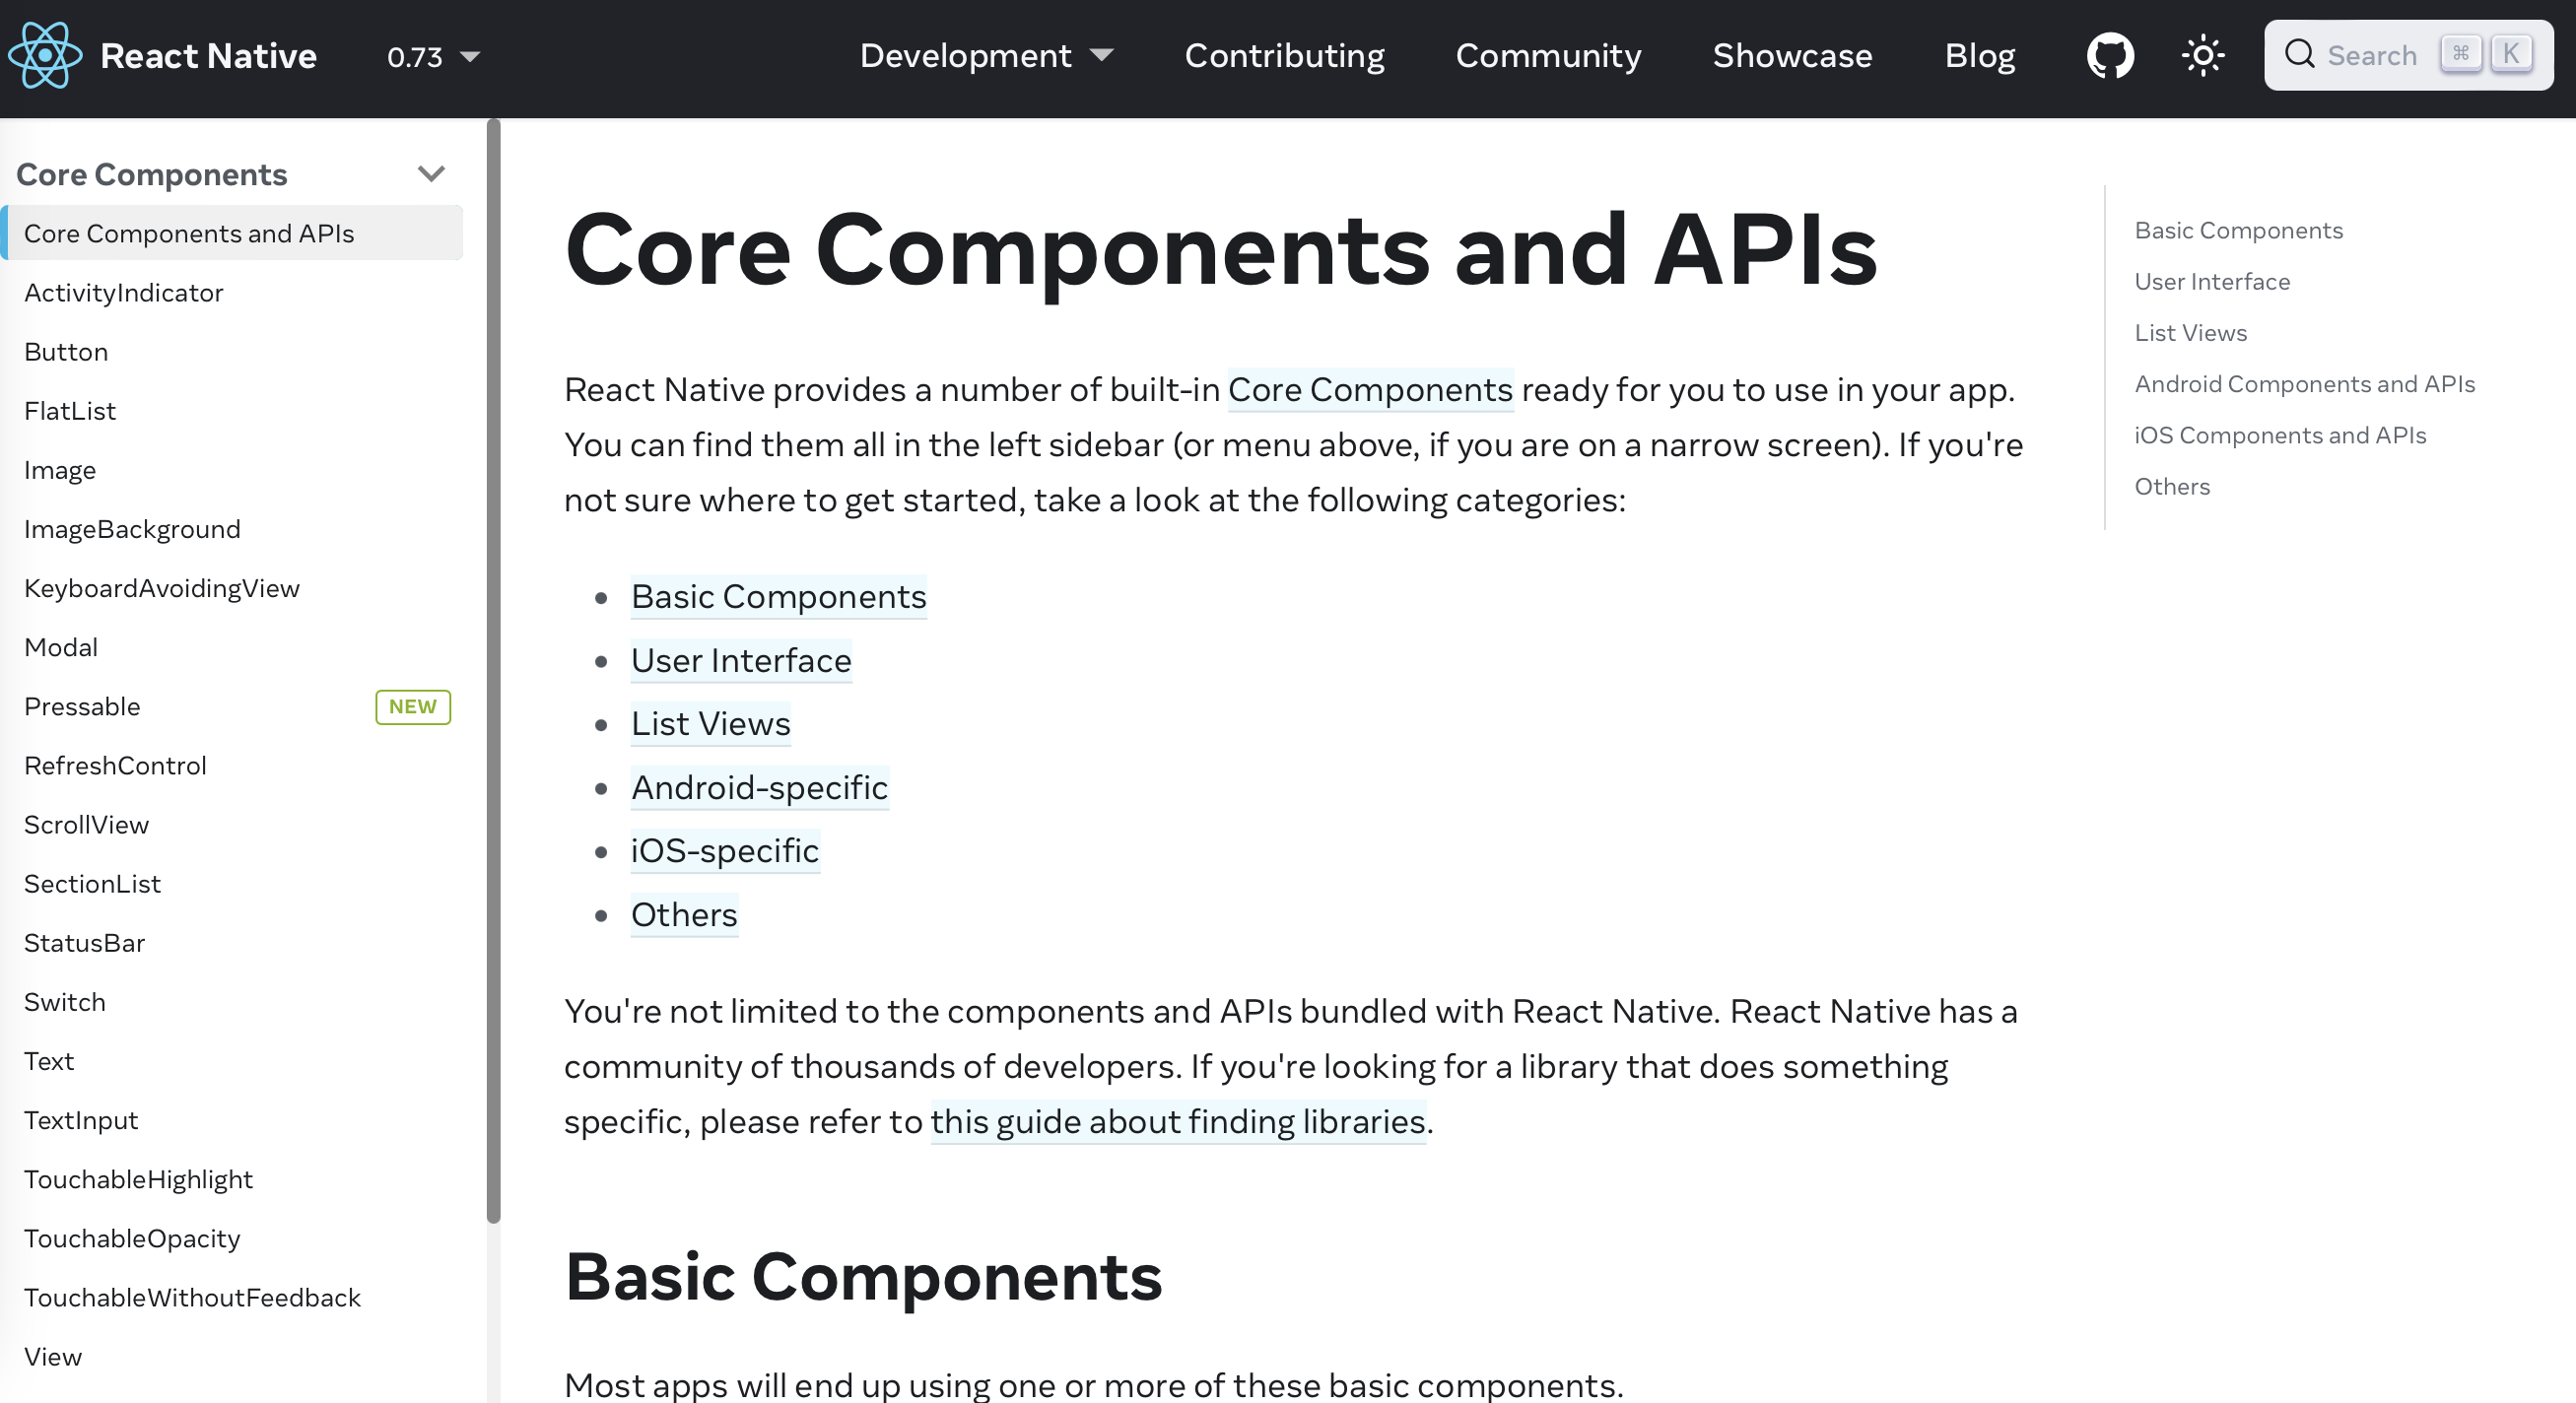 React Native
0.73
Development
Contributing
Community
Showcase
Blog
Search
⌘
K
Core Components
Core Components and APIs
ActivityIndicator
Button
FlatList
Image
ImageBackground
KeyboardAvoidingView
Modal
Pressable
NEW
RefreshControl
ScrollView
SectionList
StatusBar
Switch
Text
TextInput
TouchableHighlight
TouchableOpacity
TouchableWithoutFeedback
View
Core Components and APIs
React Native provides a number of built-in Core Components ready for you to use in your app.
You can find them all in the left sidebar (or menu above, if you are on a narrow screen). If you're
not sure where to get started, take a look at the following categories:
Basic Components
User Interface
List Views
Android-specific
iOS-specific
Others
You're not limited to the components and APIs bundled with React Native. React Native has a
community of thousands of developers. If you're looking for a library that does something
specific, please refer to this guide about finding libraries.
Basic Components
Most apps will end up using one or more of these basic components.
Basic Components
User Interface
List Views
Android Components and APIs
iOS Components and APIs
Others